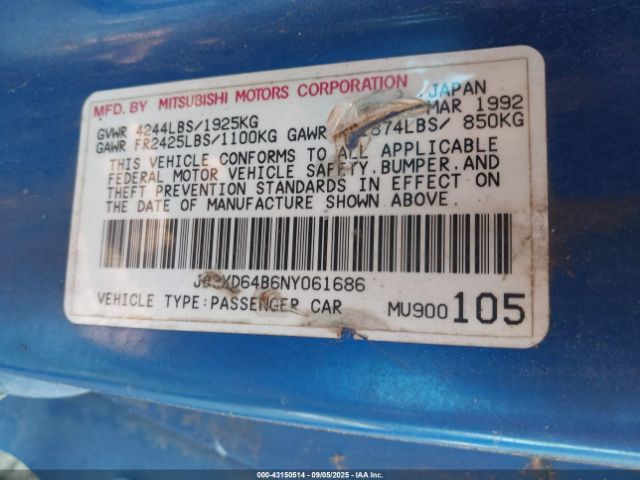 MFD. BY MITSUBISHI MOTORS CORPORATION
JAPAN
MAR 1992
GVWR 4244LBS/1925KG
GAWR FR2425LBS/1100KG GAWR 1874LBS/ 850KG
THIS VEHICLE CONFORMS TO ALL APPLICABLE
FEDERAL MOTOR VEHICLE SAFETY,BUMPER,AND
THEFT PREVENTION STANDARDS IN EFFECT ON
THE DATE OF MANUFACTURE SHOWN ABOVE.
JB3XD64B6NY061686
VEHICLE TYPE:PASSENGER CAR
MU900 105
000-43150514 | 09/05/2025 | IAA Inc.